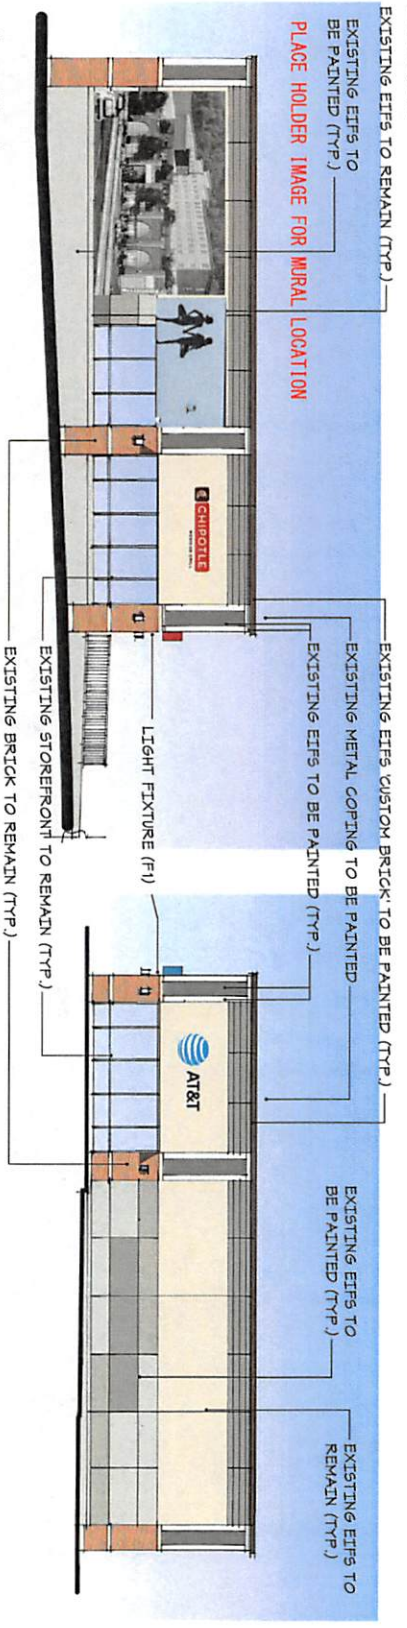 EXISTING EIFS TO REMAIN (TYP.)
EXISTING EIFS TO
BE PAINTED (TYP.)
PLACE HOLDER IMAGE FOR MURAL LOCATION
CHIPOTLE
MEXICAN GRILL
EXISTING EIFS 'CUSTOM BRICK' TO BE PAINTED (TYP.)
EXISTING METAL COPING TO BE PAINTED
EXISTING EIFS TO BE PAINTED (TYP.)
LIGHT FIXTURE (F1)
EXISTING STOREFRONT TO REMAIN (TYP.)
EXISTING BRICK TO REMAIN (TYP.)
AT&T
EXISTING EIFS TO
BE PAINTED (TYP.)
EXISTING EIFS TO
REMAIN (TYP.)